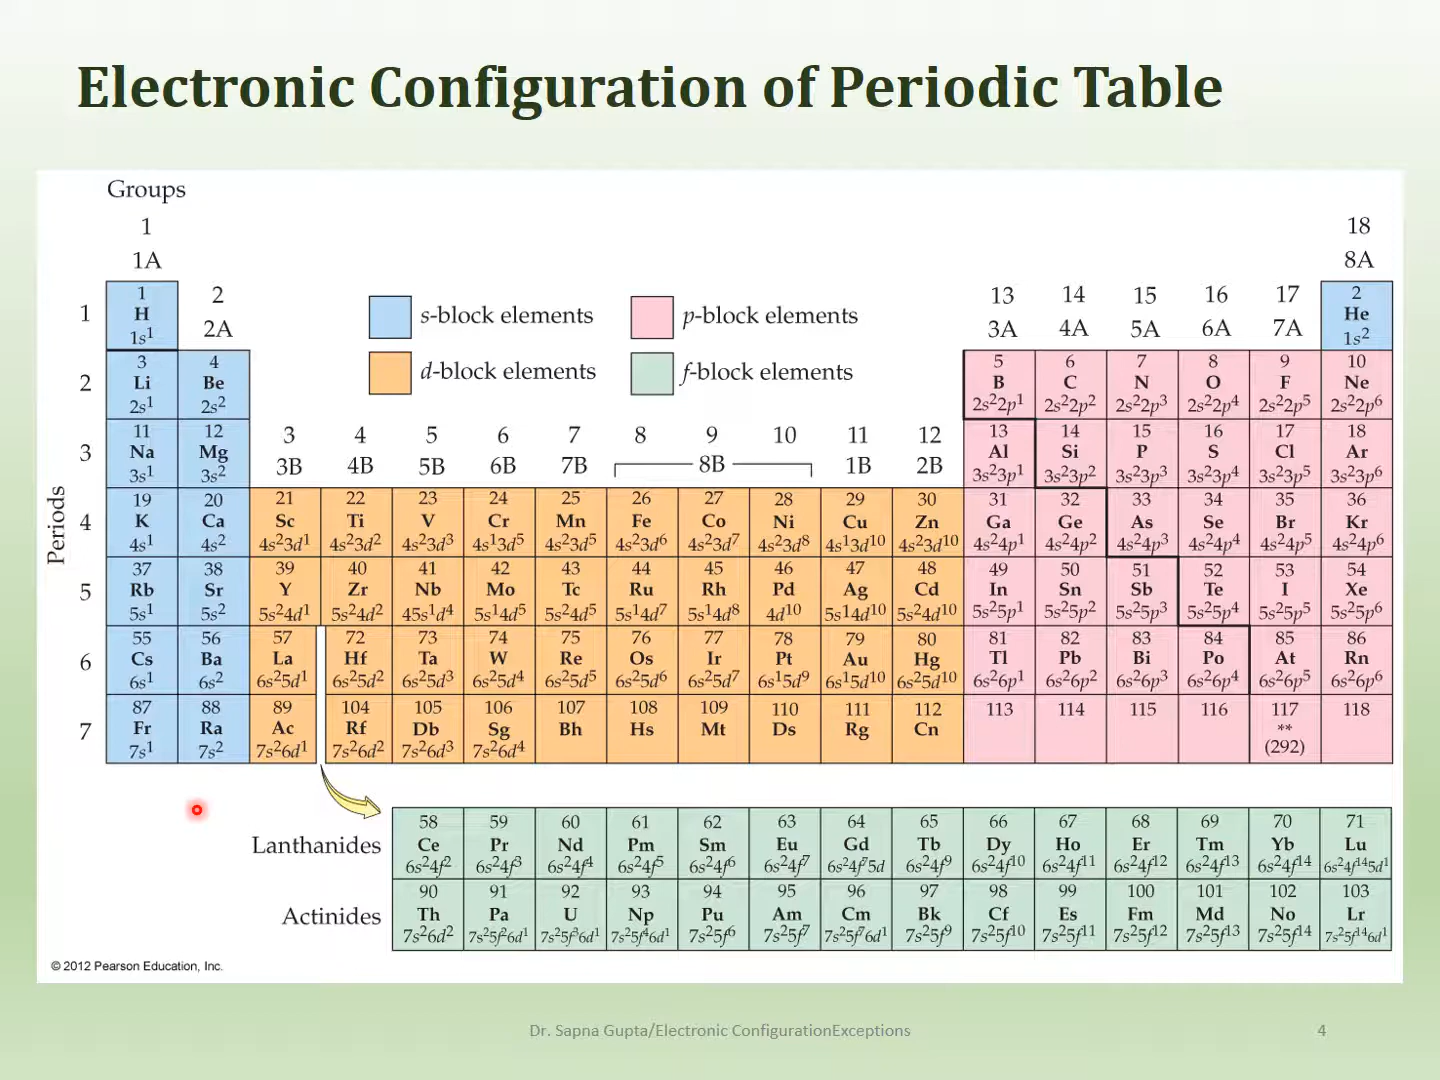 Electronic Configuration of Periodic Table
Groups
1 18
1A 8A
1 2 13 14 15 16 17 2
H 2A 3A 4A 5A 6A 7A He
1s¹ 1s²
s-block elements p-block elements
d-block elements f-block elements
Periods
1
2
3
4
5
6
7
3 4 5 6 7 8 9 10 11 12
3B 4B 5B 6B 7B 8B 1B 2B
3 4 5 6 7 8 9 10
Li Be B C N O F Ne
2s¹ 2s² 2s²2p¹ 2s²2p² 2s²2p³ 2s²2p⁴ 2s²2p⁵ 2s²2p⁶
11 12 13 14 15 16 17 18
Na Mg Al Si P S Cl Ar
3s¹ 3s² 3s²3p¹ 3s²3p² 3s²3p³ 3s²3p⁴ 3s²3p⁵ 3s²3p⁶
19 20 21 22 23 24 25 26 27 28 29 30 31 32 33 34 35 36
K Ca Sc Ti V Cr Mn Fe Co Ni Cu Zn Ga Ge As Se Br Kr
4s¹ 4s² 4s²3d¹ 4s²3d² 4s²3d³ 4s¹3d⁵ 4s²3d⁵ 4s²3d⁶ 4s²3d⁷ 4s²3d⁸ 4s¹3d¹⁰ 4s²3d¹⁰ 4s²4p¹ 4s²4p² 4s²4p³ 4s²4p⁴ 4s²4p⁵ 4s²4p⁶
37 38 39 40 41 42 43 44 45 46 47 48 49 50 51 52 53 54
Rb Sr Y Zr Nb Mo Tc Ru Rh Pd Ag Cd In Sn Sb Te I Xe
5s¹ 5s² 5s²4d¹ 5s²4d² 45s¹d⁴ 5s¹4d⁵ 5s²4d⁵ 5s¹4d⁷ 5s¹4d⁸ 4d¹⁰ 5s¹4d¹⁰ 5s²4d¹⁰ 5s²5p¹ 5s²5p² 5s²5p³ 5s²5p⁴ 5s²5p⁵ 5s²5p⁶
55 56 57 72 73 74 75 76 77 78 79 80 81 82 83 84 85 86
Cs Ba La Hf Ta W Re Os Ir Pt Au Hg Tl Pb Bi Po At Rn
6s¹ 6s² 6s²5d¹ 6s²5d² 6s²5d³ 6s²5d⁴ 6s²5d⁵ 6s²5d⁶ 6s²5d⁷ 6s¹5d⁹ 6s¹5d¹⁰ 6s²5d¹⁰ 6s²6p¹ 6s²6p² 6s²6p³ 6s²6p⁴ 6s²6p⁵ 6s²6p⁶
87 88 89 104 105 106 107 108 109 110 111 112 113 114 115 116 117 118
Fr Ra Ac Rf Db Sg Bh Hs Mt Ds Rg Cn **
7s¹ 7s² 7s²6d¹ 7s²6d² 7s²6d³ 7s²6d⁴ (292)
58 59 60 61 62 63 64 65 66 67 68 69 70 71
Lanthanides Ce Pr Nd Pm Sm Eu Gd Tb Dy Ho Er Tm Yb Lu
6s²4f² 6s²4f³ 6s²4f⁴ 6s²4f⁵ 6s²4f⁶ 6s²4f⁷ 6s²4f⁷5d 6s²4f⁹ 6s²4f¹⁰ 6s²4f¹¹ 6s²4f¹² 6s²4f¹³ 6s²4f¹⁴ 6s²4f¹⁴5d¹
90 91 92 93 94 95 96 97 98 99 100 101 102 103
Actinides Th Pa U Np Pu Am Cm Bk Cf Es Fm Md No Lr
7s²6d² 7s²5f²6d¹ 7s²5f³6d¹ 7s²5f⁴6d¹ 7s²5f⁶ 7s²5f⁷ 7s²5f⁷6d¹ 7s²5f⁹ 7s²5f¹⁰ 7s²5f¹¹ 7s²5f¹² 7s²5f¹³ 7s²5f¹⁴ 7s²5f¹⁴6d¹
© 2012 Pearson Education, Inc.
Dr. Sapna Gupta/Electronic ConfigurationExceptions 4